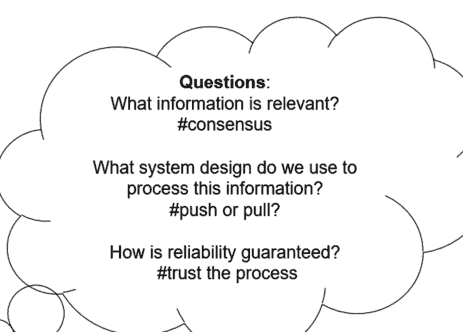 Questions:
What information is relevant?
#consensus
What system design do we use to
process this information?
#push or pull?
How is reliability guaranteed?
#trust the process